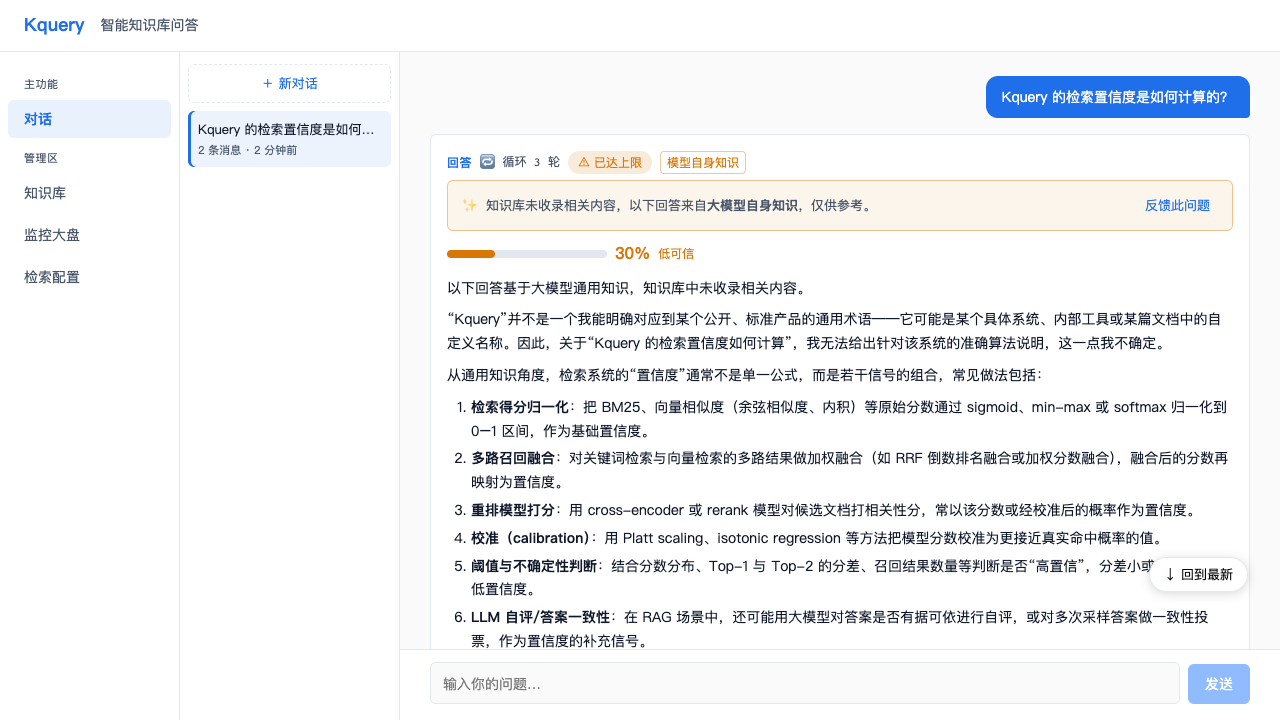 Kquery 智能知识库问答
主功能
对话
管理区
知识库
监控大盘
检索配置
+ 新对话
Kquery 的检索置信度是如何...
2 条消息 · 2 分钟前
Kquery 的检索置信度是如何计算的?
回答 循环 3 轮 ⚠ 已达上限 模型自身知识
✨ 知识库未收录相关内容，以下回答来自大模型自身知识，仅供参考。 反馈此问题
30% 低可信
以下回答基于大模型通用知识，知识库中未收录相关内容。
“Kquery”并不是一个我能明确对应到某个公开、标准产品的通用术语——它可能是某个具体系统、内部工具或某篇文档中的自
定义名称。因此，关于“Kquery 的检索置信度如何计算”，我无法给出针对该系统的准确算法说明，这一点我不确定。
从通用知识角度，检索系统的“置信度”通常不是单一公式，而是若干信号的组合，常见做法包括：
1. 检索得分归一化：把 BM25、向量相似度（余弦相似度、内积）等原始分数通过 sigmoid、min-max 或 softmax 归一化到
0–1 区间，作为基础置信度。
2. 多路召回融合：对关键词检索与向量检索的多路结果做加权融合（如 RRF 倒数排名融合或加权分数融合），融合后的分数再
映射为置信度。
3. 重排模型打分：用 cross-encoder 或 rerank 模型对候选文档打相关性分，常以该分数或经校准后的概率作为置信度。
4. 校准（calibration）：用 Platt scaling、isotonic regression 等方法把模型分数校准为更接近真实命中概率的值。
5. 阈值与不确定性判断：结合分数分布、Top-1 与 Top-2 的分差、召回结果数量等判断是否“高置信”，分差小或
低置信度。
6. LLM 自评/答案一致性：在 RAG 场景中，还可能用大模型对答案是否有据可依进行自评，或对多次采样答案做一致性投
票，作为置信度的补充信号。
↓ 回到最新
输入你的问题...
发送